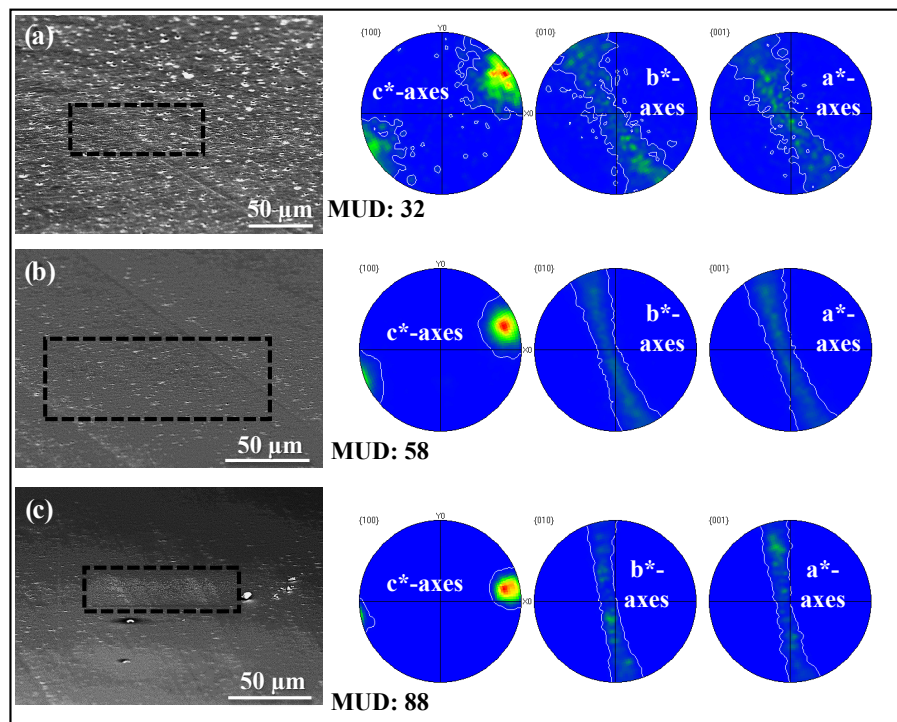 (a)
50 µm
{100}
Y0
X0
c*-axes
{010}
b*-
axes
{001}
a*-
axes
MUD: 32
(b)
50 µm
{100}
Y0
X0
c*-axes
{010}
b*-
axes
{001}
a*-
axes
MUD: 58
(c)
50 µm
{100}
Y0
X0
c*-axes
{010}
b*-
axes
{001}
a*-
axes
MUD: 88